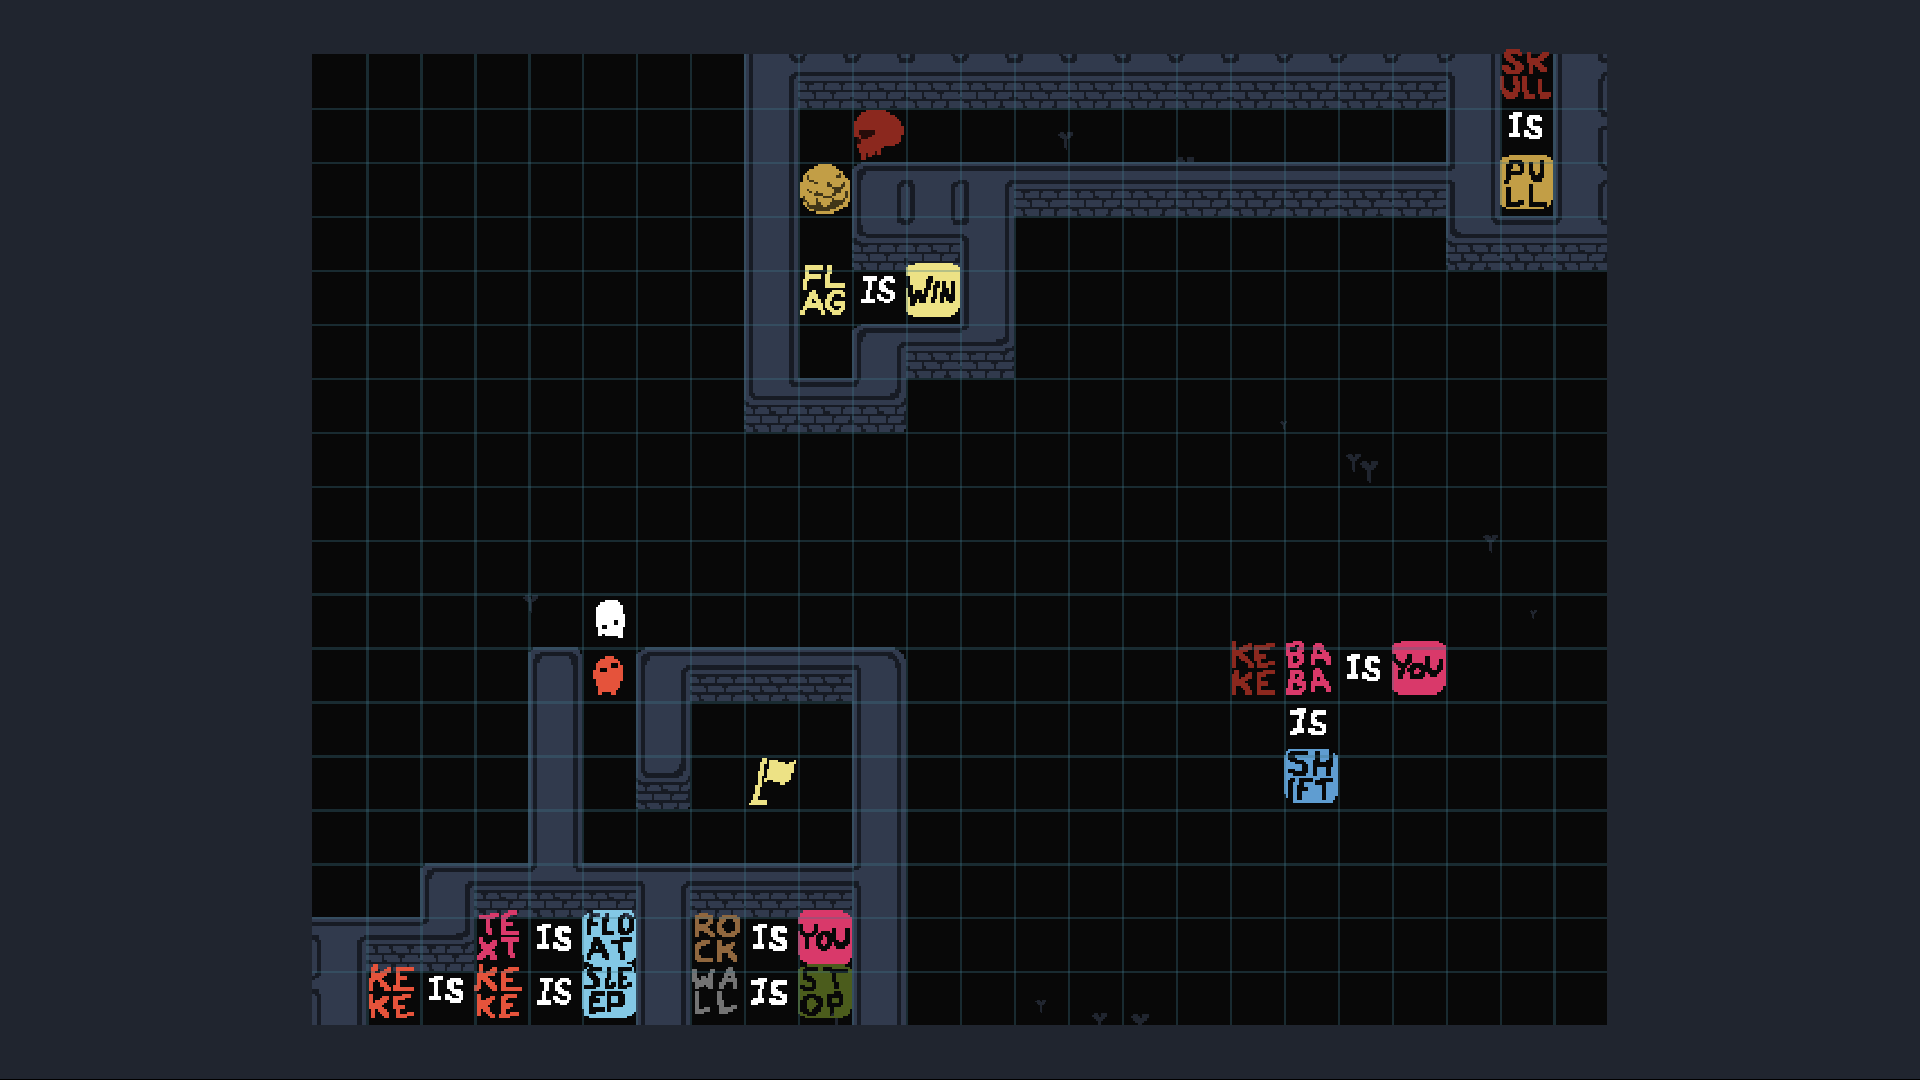 SKULL
IS
PULL
FLAG IS WIN
KEKE BABA IS YOU
IS
SHIFT
TEXT IS FLOAT ROCK IS YOU
KEKE IS KEKE IS SLEEP WALL IS STOP